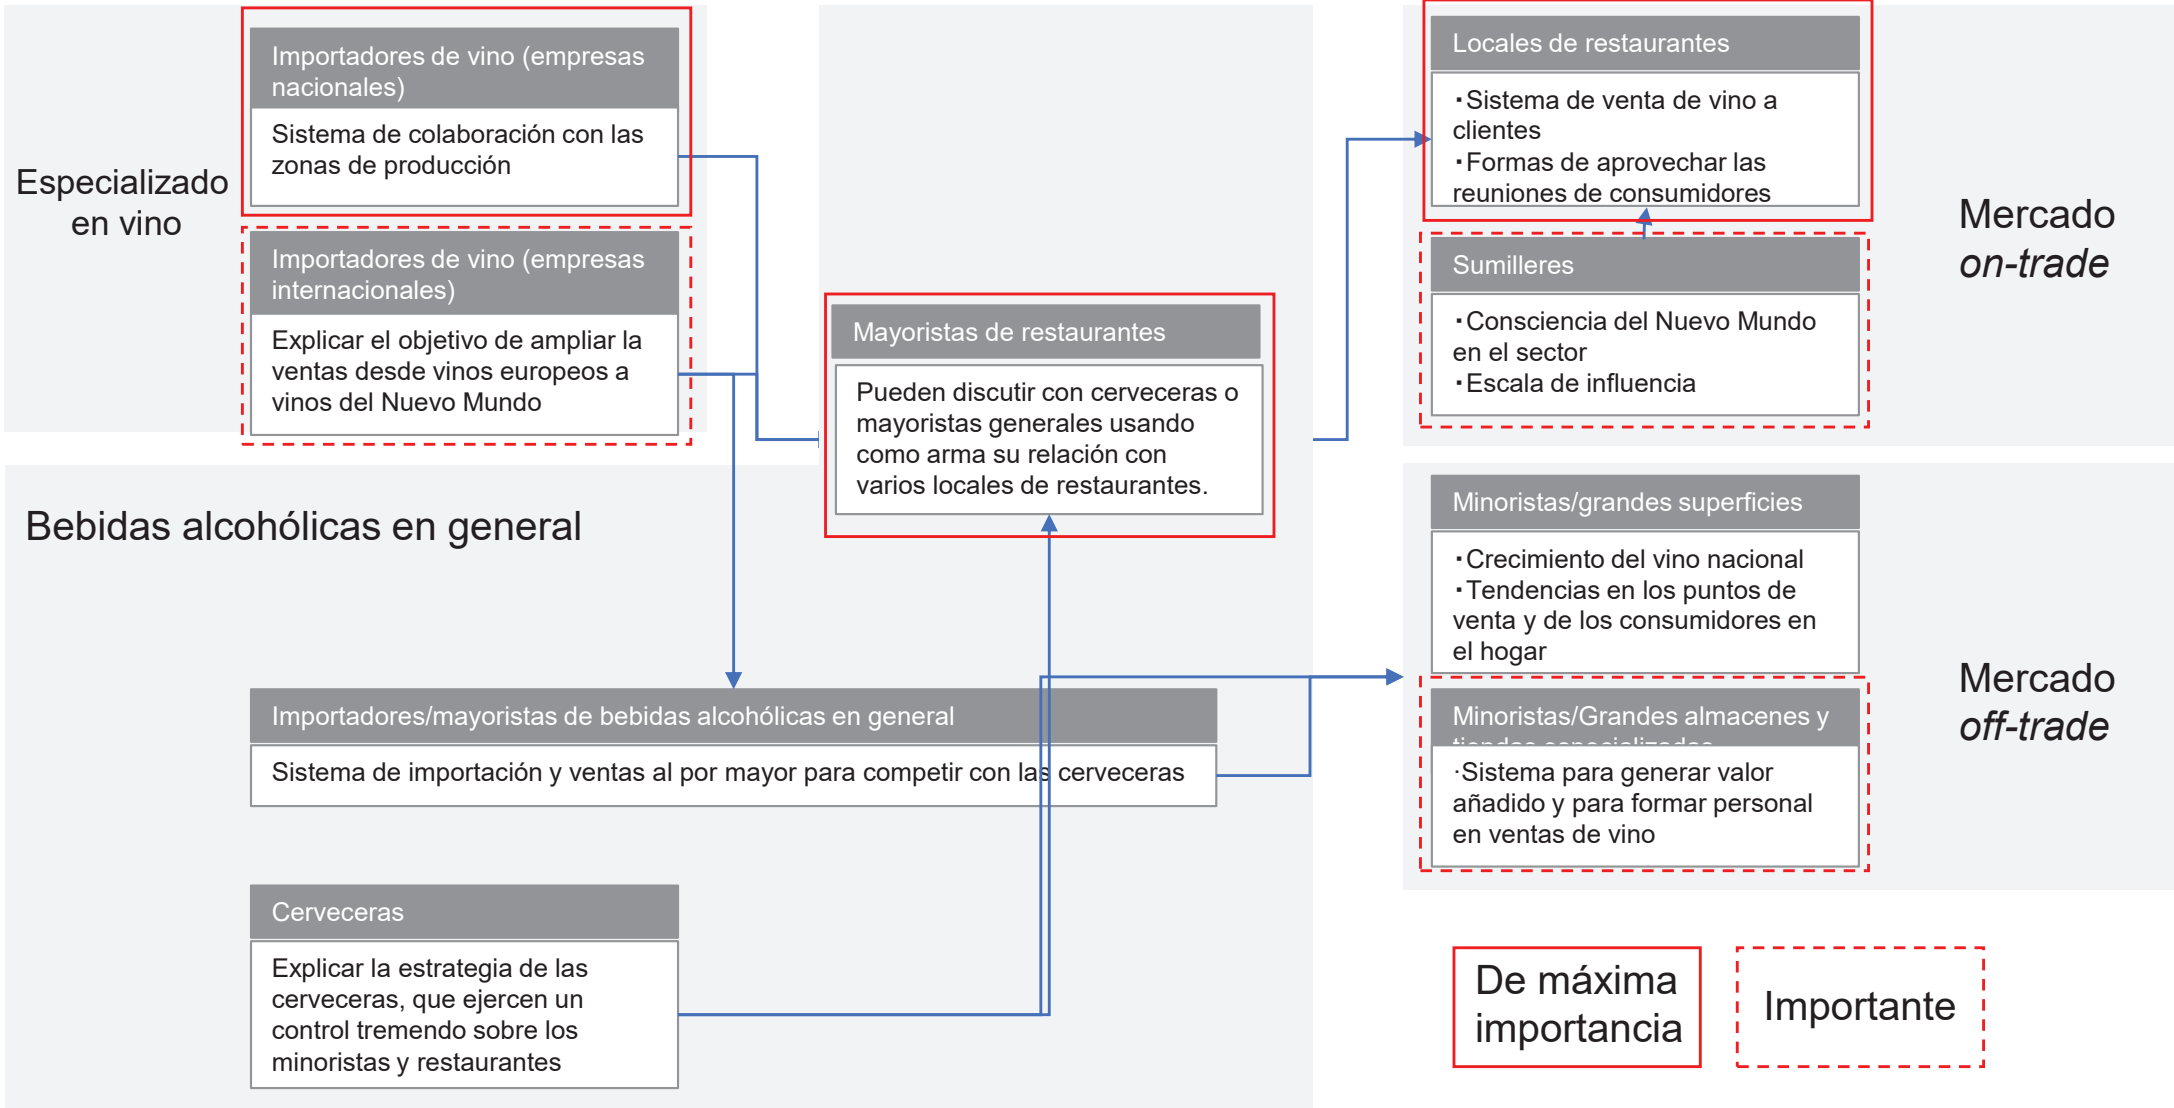 Especializado
en vino
Importadores de vino (empresas
nacionales)
Sistema de colaboración con las
zonas de producción
Importadores de vino (empresas
internacionales)
Explicar el objetivo de ampliar la
ventas desde vinos europeos a
vinos del Nuevo Mundo
Mayoristas de restaurantes
Pueden discutir con cerveceras o
mayoristas generales usando
como arma su relación con
varios locales de restaurantes.
Locales de restaurantes
・Sistema de venta de vino a
clientes
・Formas de aprovechar las
reuniones de consumidores
Sumilleres
・Consciencia del Nuevo Mundo
en el sector
・Escala de influencia
Mercado
on-trade
Bebidas alcohólicas en general
Importadores/mayoristas de bebidas alcohólicas en general
Sistema de importación y ventas al por mayor para competir con las cerveceras
Cerveceras
Explicar la estrategia de las
cerveceras, que ejercen un
control tremendo sobre los
minoristas y restaurantes
Minoristas/grandes superficies
・Crecimiento del vino nacional
・Tendencias en los puntos de
venta y de los consumidores en
el hogar
Minoristas/Grandes almacenes y
tiendas especializadas
·Sistema para generar valor
añadido y para formar personal
en ventas de vino
Mercado
off-trade
De máxima
importancia
Importante